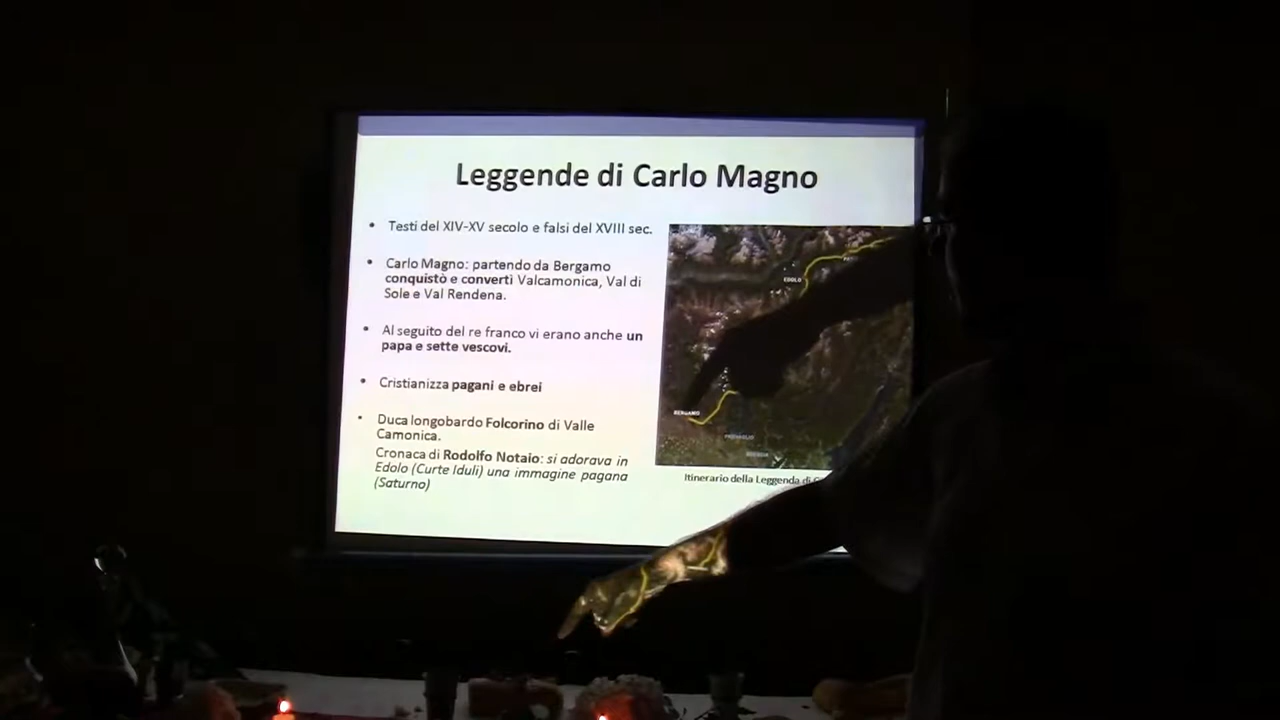 Leggende di Carlo Magno
• Testi del XIV-XV secolo e falsi del XVIII sec.
• Carlo Magno: partendo da Bergamo
conquistò e convertì Valcamonica, Val di
Sole e Val Rendena.
• Al seguito del re franco vi erano anche un
papa e sette vescovi.
• Cristianizza pagani e ebrei
• Duca longobardo Folcorino di Valle
Camonica.
Cronaca di Rodolfo Notaio: si adorava in
Edolo (Curte Iduli) una immagine pagana
(Saturno)
EDOLO
BERGAMO
BRESCIA
Itinerario della Leggenda di